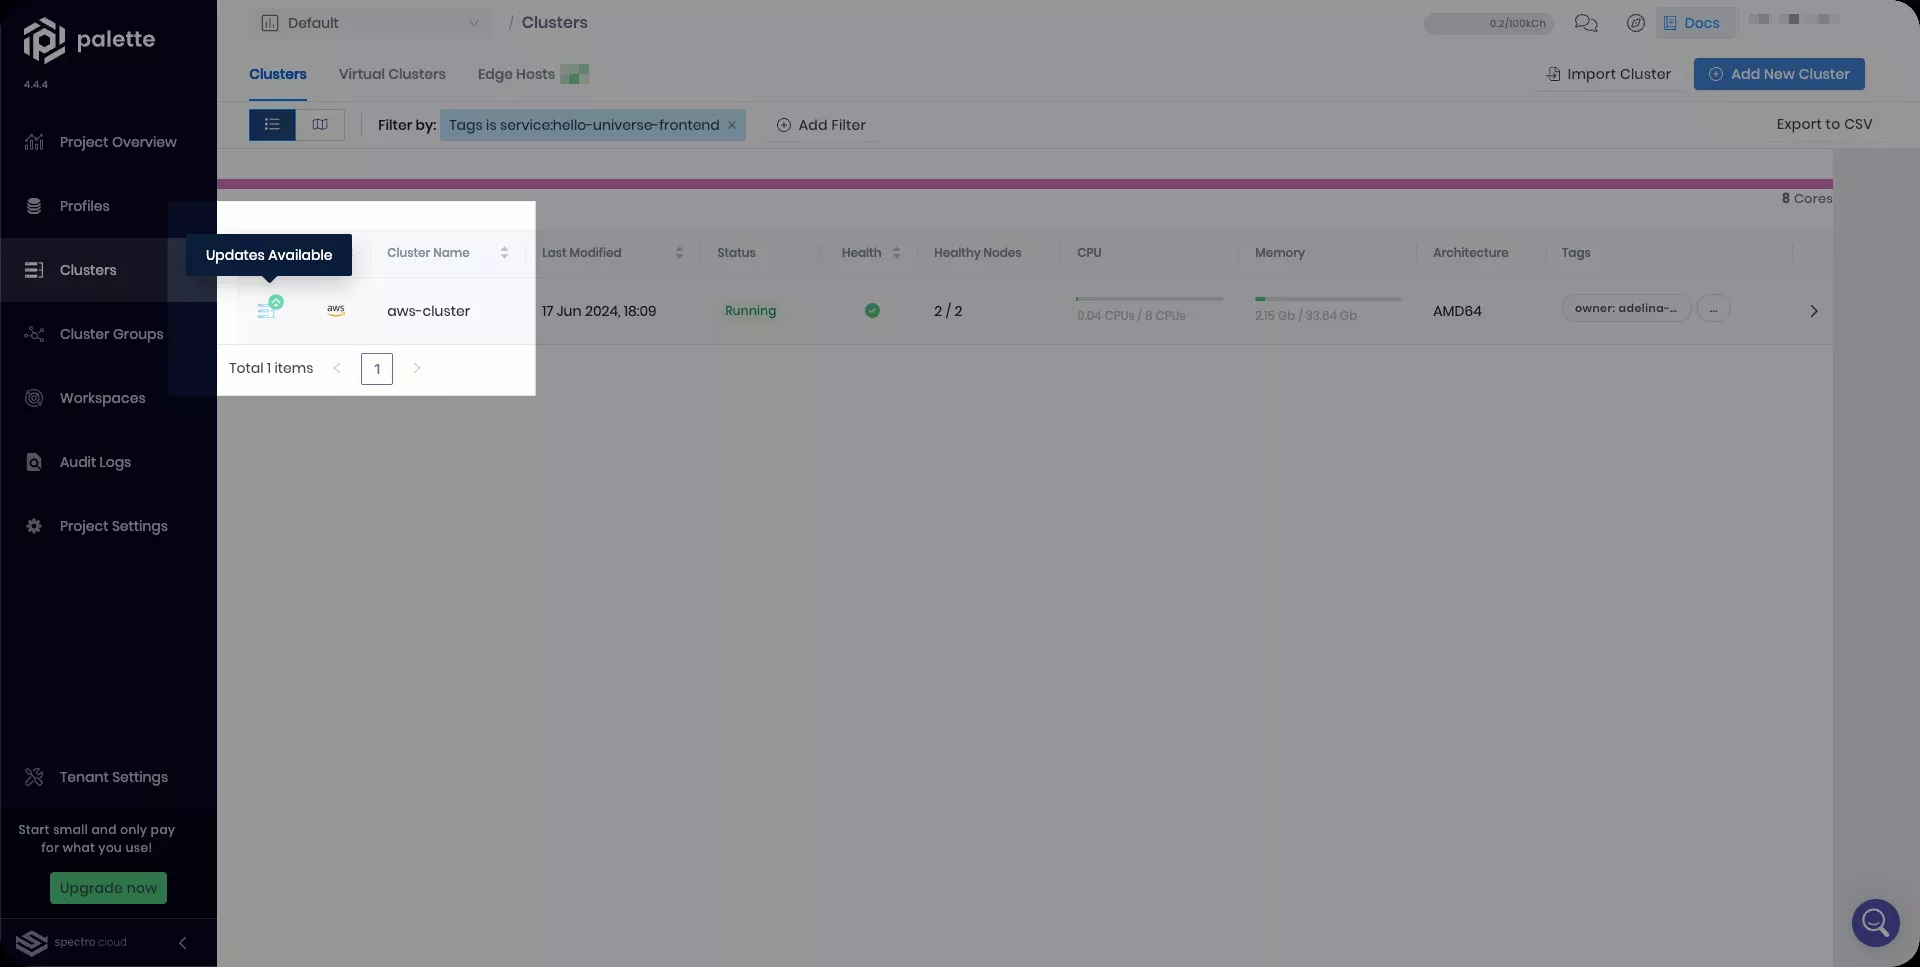 palette
4.4.4
Project Overview
Profiles
Clusters
Cluster Groups
Workspaces
Audit Logs
Project Settings
Tenant Settings
Start small and only pay
for what you use!
Upgrade now
spectro cloud
Default / Clusters
0.2/100kCh
Docs
Clusters Virtual Clusters Edge Hosts
Import Cluster Add New Cluster
Filter by: Tags is service:hello-universe-frontend Add Filter
Export to CSV
8 Cores
Updates Available
Cluster Name Last Modified Status Health Healthy Nodes CPU Memory Architecture Tags
aws aws-cluster 17 Jun 2024, 18:09 Running 2 / 2 0.04 CPUs / 8 CPUs 2.15 Gb / 33.64 Gb AMD64 owner: adelina-... ...
Total 1 items 1